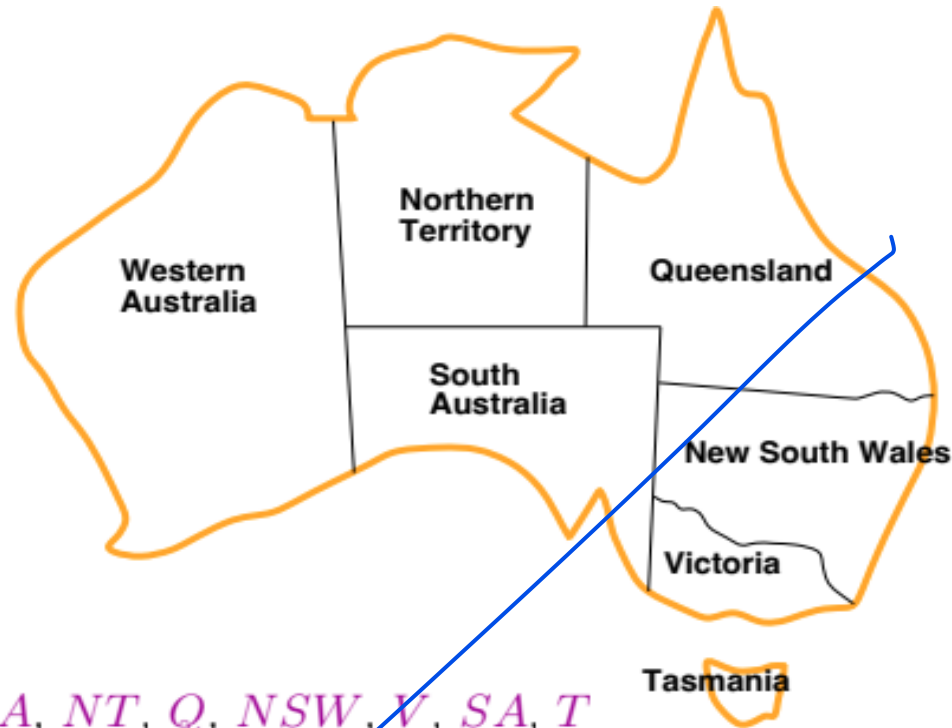 Northern
Territory
Western
Australia
Queensland
South
Australia
New South Wales
Victoria
Tasmania
A, NT, Q, NSW, V, SA, T